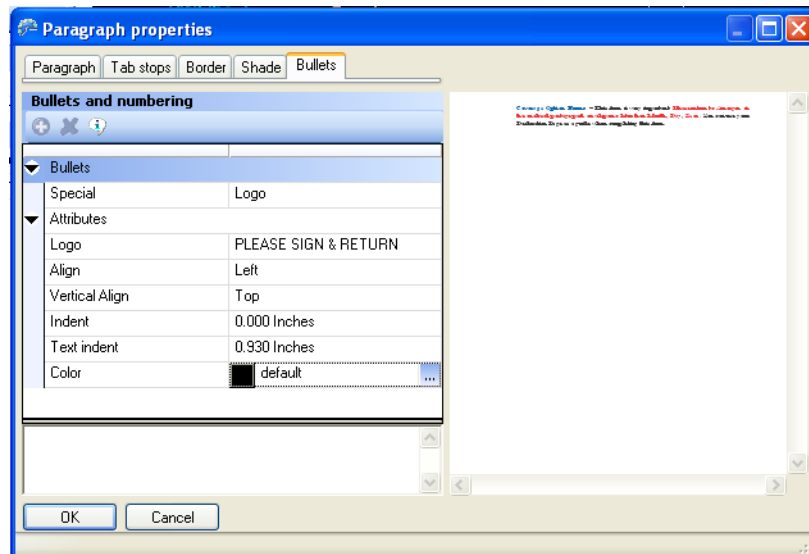 Paragraph properties
Paragraph Tab stops Border Shade Bullets
Bullets and numbering
Bullets
Special Logo
Attributes
Logo PLEASE SIGN & RETURN
Align Left
Vertical Align Top
Indent 0.000 Inches
Text indent 0.930 Inches
Color default ...
OK Cancel